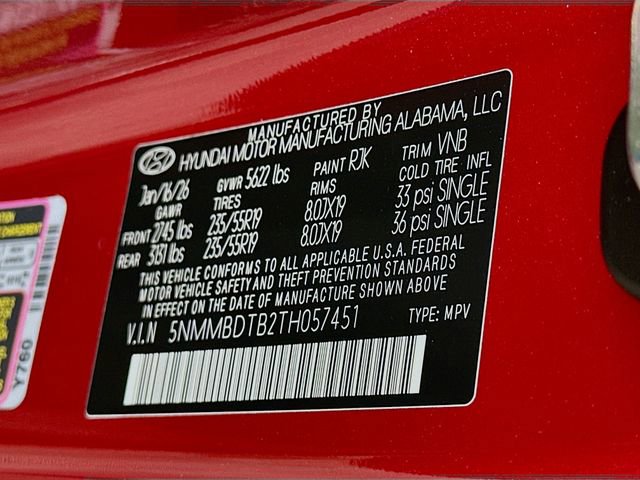 MANUFACTURED BY
HYUNDAI MOTOR MANUFACTURING ALABAMA, LLC
Jan/16/26 GVWR 5622 lbs PAINT RJK TRIM VNB
GAWR TIRES RIMS COLD TIRE INFL
FRONT 2745 lbs 235/55R19 8.0JX19 33 psi SINGLE
REAR 3131 lbs 235/55R19 8.0JX19 36 psi SINGLE
THIS VEHICLE CONFORMS TO ALL APPLICABLE U.S.A. FEDERAL
MOTOR VEHICLE SAFETY AND THEFT PREVENTION STANDARDS
IN EFFECT ON THE DATE OF MANUFACTURE SHOWN ABOVE
V.I.N 5NMMBDTB2TH057451 TYPE: MPV
Y760